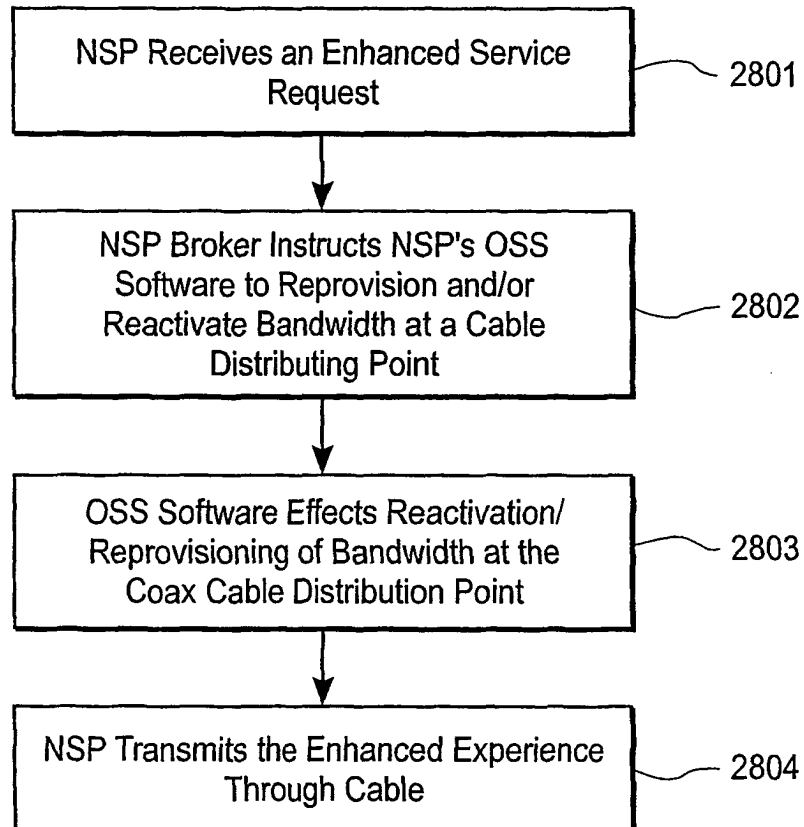 NSP Receives an Enhanced Service
Request
2801
NSP Broker Instructs NSP's OSS
Software to Reprovision and/or
Reactivate Bandwidth at a Cable
Distributing Point
2802
OSS Software Effects Reactivation/
Reprovisioning of Bandwidth at the
Coax Cable Distribution Point
2803
NSP Transmits the Enhanced Experience
Through Cable
2804